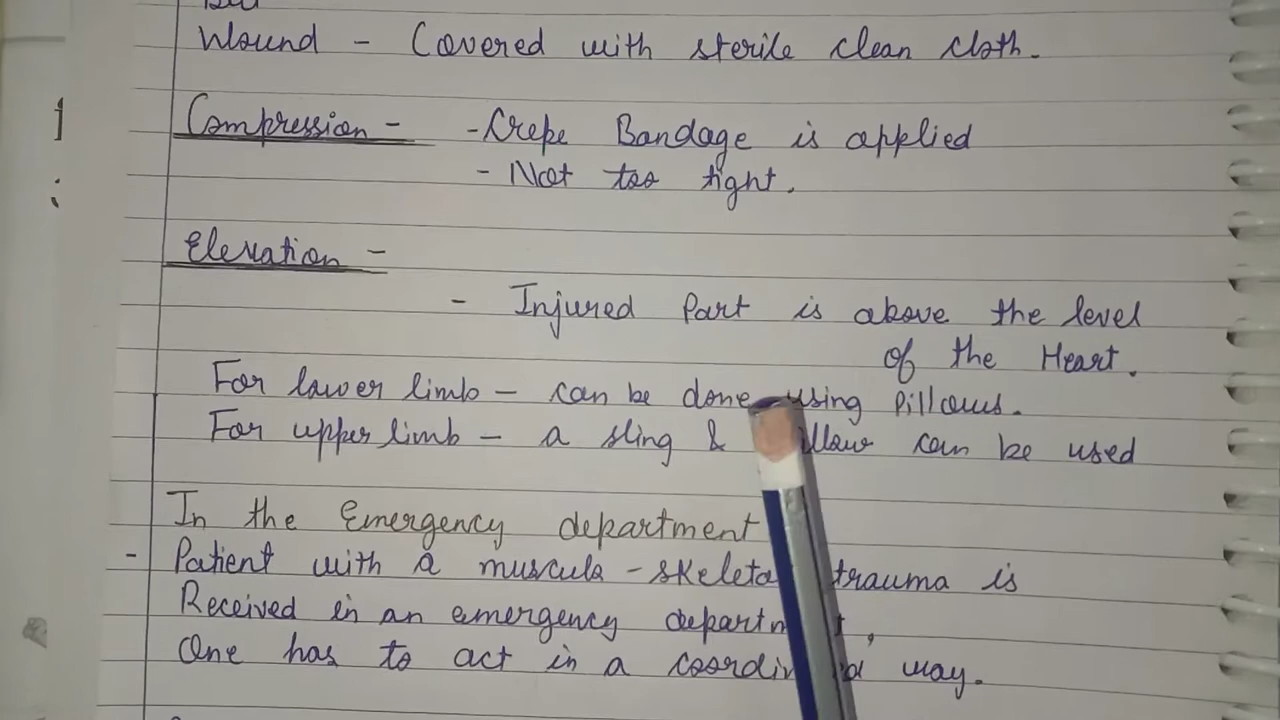 Wound - Covered with sterile clean cloth.
Compression - - Crepe Bandage is applied
- Not too tight.
Elevation -
- Injured Part is above the level
of the Heart.
For lower limb - can be done using Pillows.
For upper limb - a sling & can be used
In the Emergency department
- Patient with a musculo - skeletal trauma is
Received in an emergency department,
One has to act in a way.